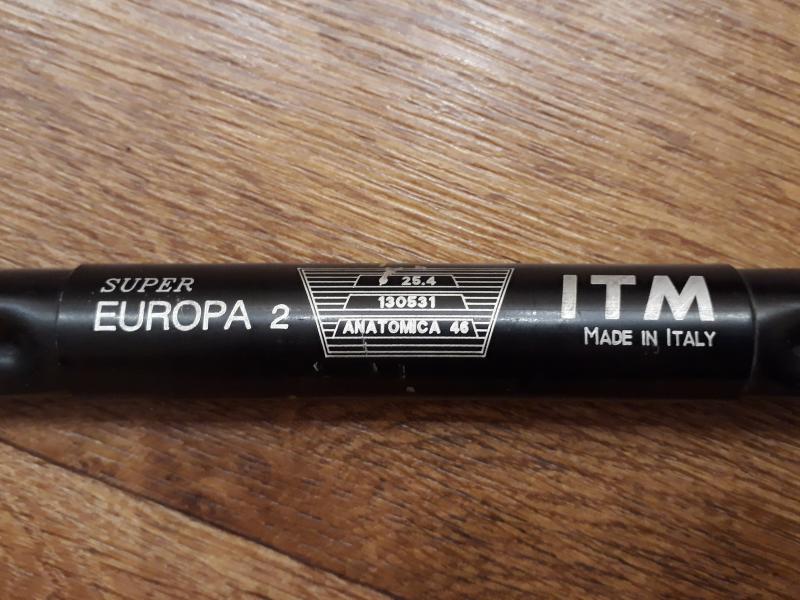 SUPER
EUROPA 2
ø 25.4
130531
ANATOMICA 46
ITM
MADE IN ITALY